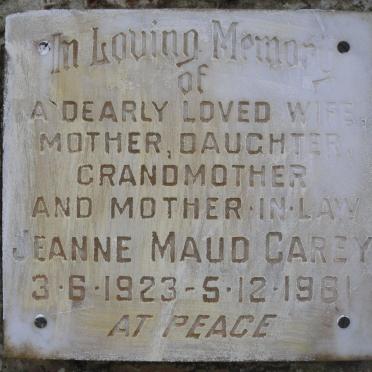 In Loving Memory
of
A DEARLY LOVED WIFE,
MOTHER, DAUGHTER,
GRANDMOTHER
AND MOTHER·IN·LAW
JEANNE MAUD CAREY
3·6·1923-5·12·1981
AT PEACE